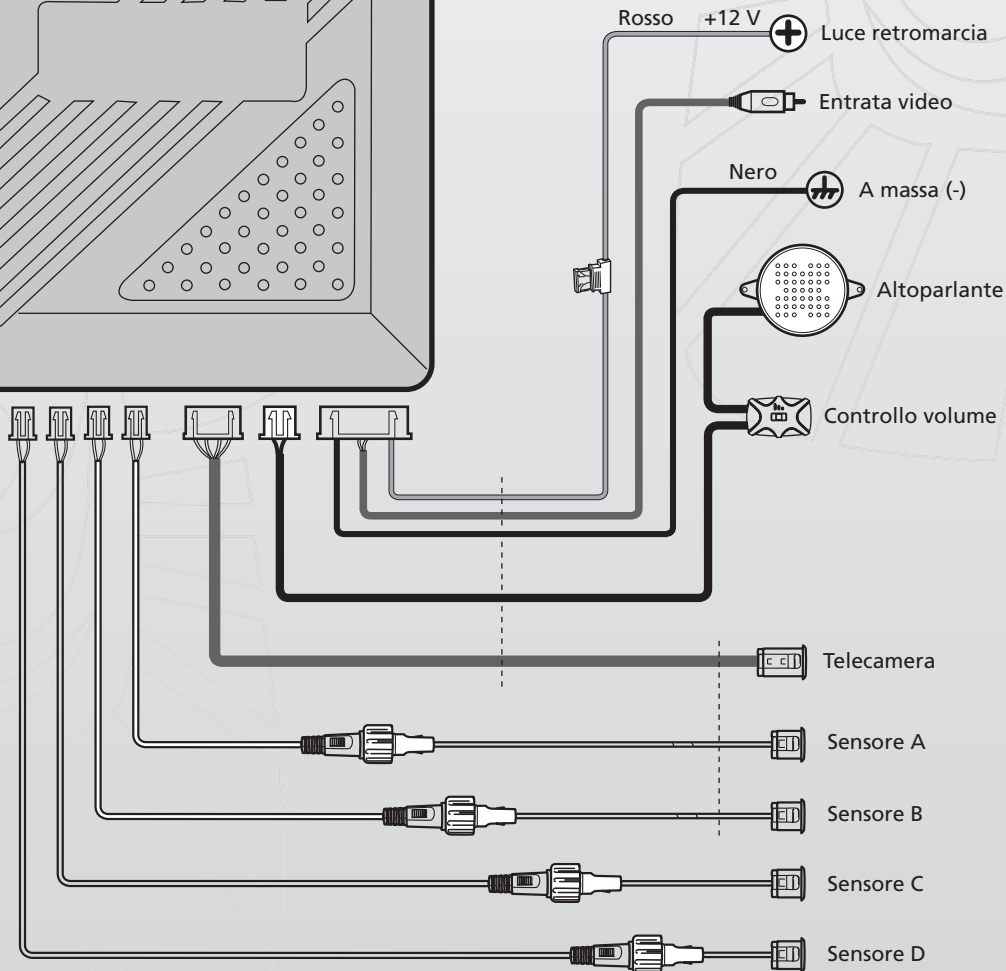 Rosso +12 V
Luce retromarcia
Entrata video
Nero
A massa (-)
Altoparlante
Controllo volume
Telecamera
Sensore A
Sensore B
Sensore C
Sensore D